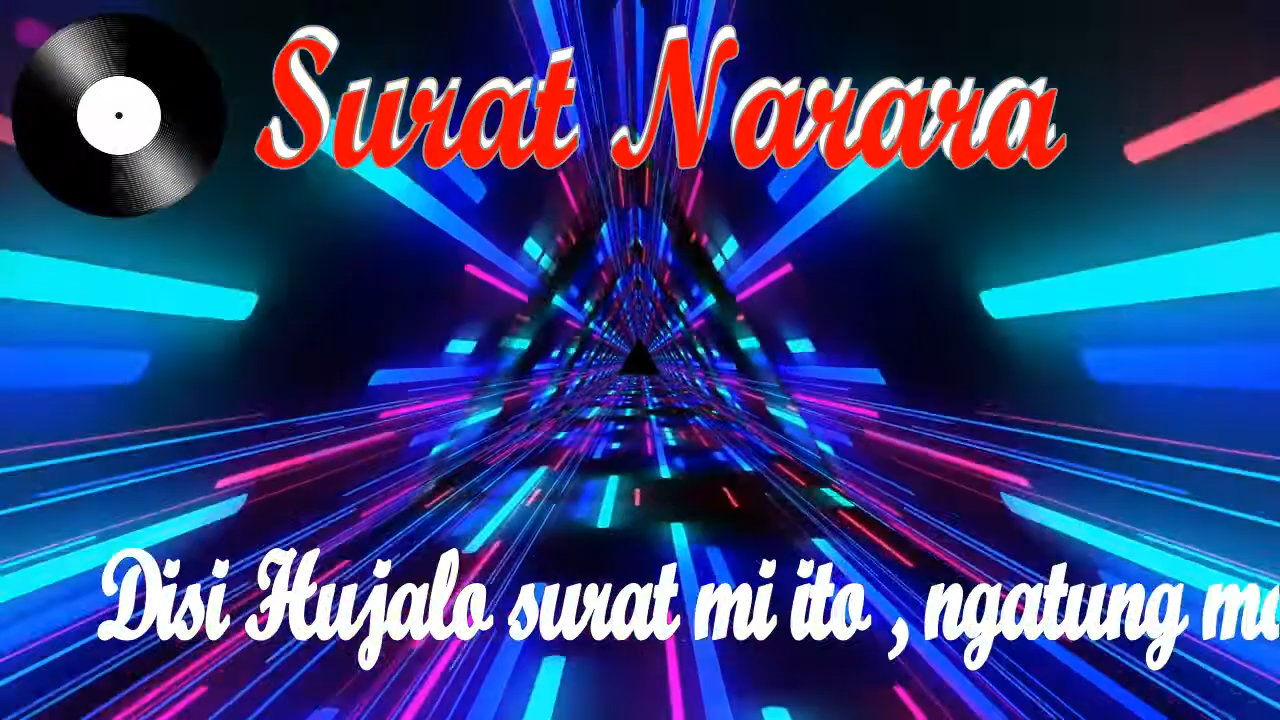 Surat Narara
Disi Hujalo surat mi ito , ngatung